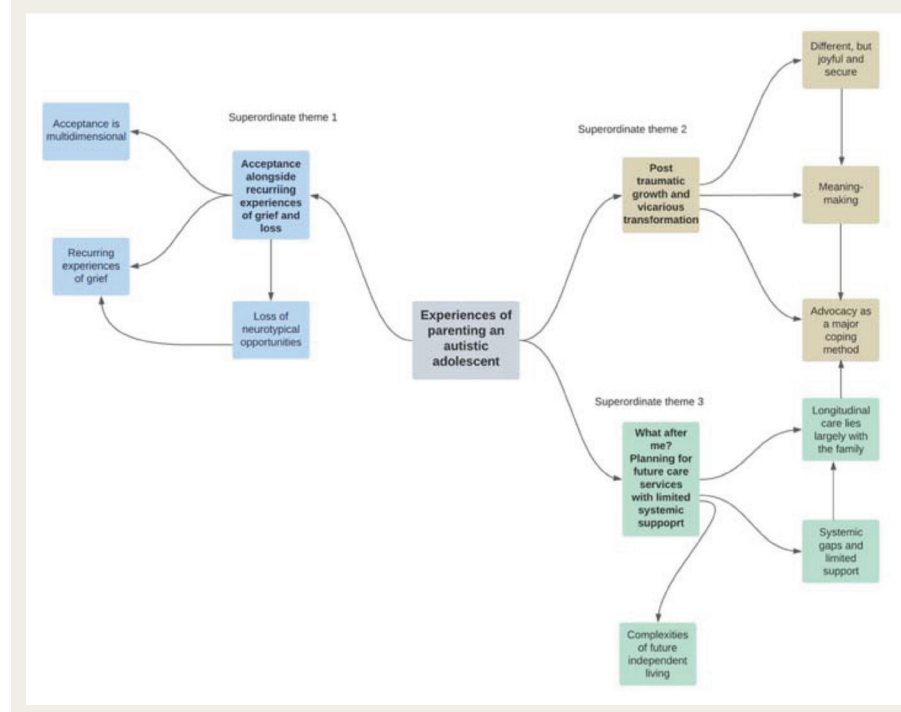 Superordinate theme 1
Acceptance is
multidimensional
Acceptance
alongside
recurriing
experiences
of grief and
loss
Recurring
experiences
of grief
Loss of
neurotypical
opportunities
Experiences of
parenting an
autistic
adolescent
Superordinate theme 2
Post
traumatic
growth and
vicarious
transformation
Different, but
joyful and
secure
Meaning-
making
Advocacy as
a major
coping
method
Superordinate theme 3
What after
me?
Planning for
future care
services
with limited
systemic
suppoprt
Longitudinal
care lies
largely with
the family
Systemic
gaps and
limited
support
Complexities
of future
independent
living